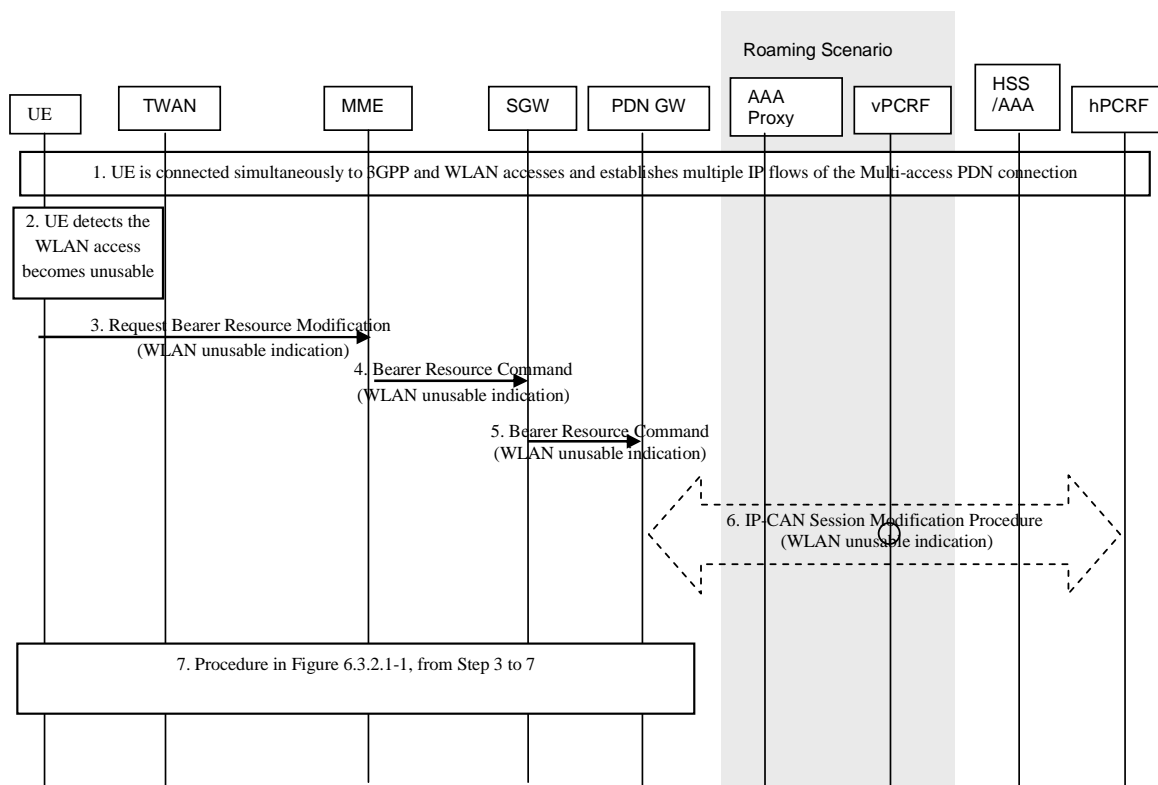 Roaming Scenario
UE
TWAN
MME
SGW
PDN GW
AAA
Proxy
vPCRF
HSS
/AAA
hPCRF
1. UE is connected simultaneously to 3GPP and WLAN accesses and establishes multiple IP flows of the Multi-access PDN connection
2. UE detects the
WLAN access
becomes unusable
3. Request Bearer Resource Modification
(WLAN unusable indication)
4. Bearer Resource Command
(WLAN unusable indication)
5. Bearer Resource Command
(WLAN unusable indication)
6. IP-CAN Session Modification Procedure
(WLAN unusable indication)
7. Procedure in Figure 6.3.2.1-1, from Step 3 to 7